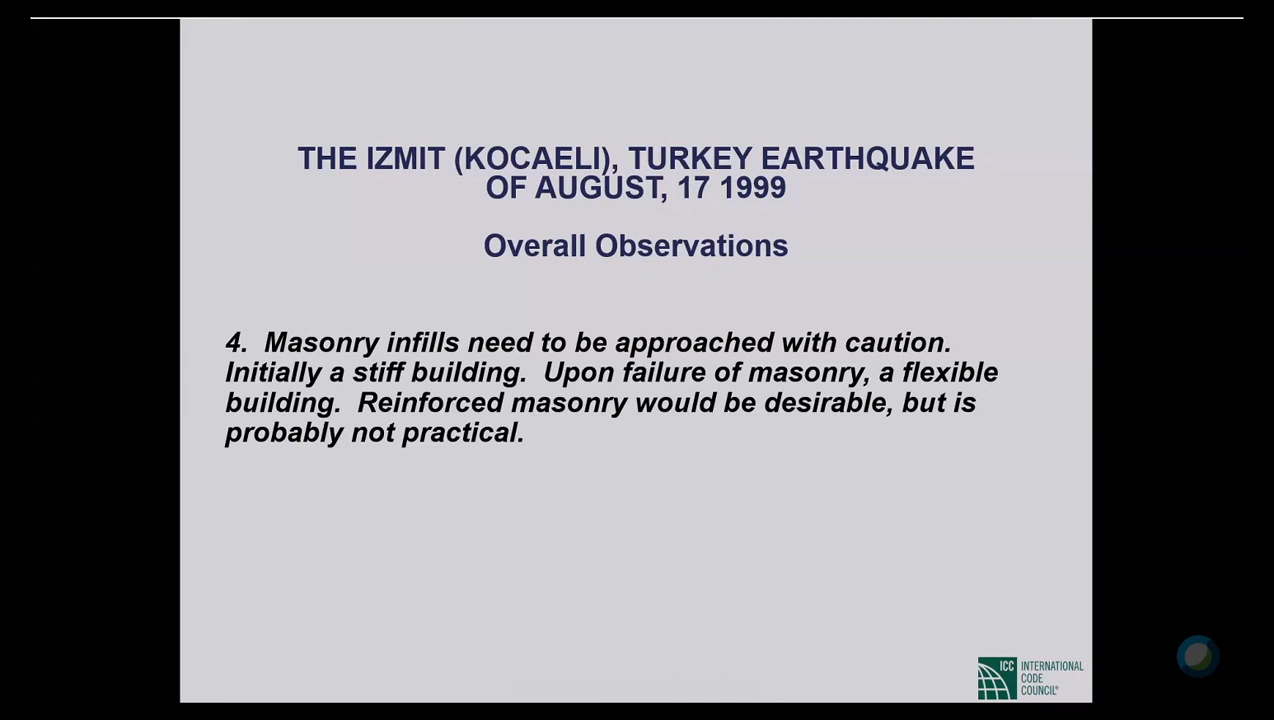 THE IZMIT (KOCAELI), TURKEY EARTHQUAKE
OF AUGUST, 17 1999
Overall Observations
4.  Masonry infills need to be approached with caution.
Initially a stiff building.  Upon failure of masonry, a flexible
building.  Reinforced masonry would be desirable, but is
probably not practical.
ICC INTERNATIONAL
CODE
COUNCIL®